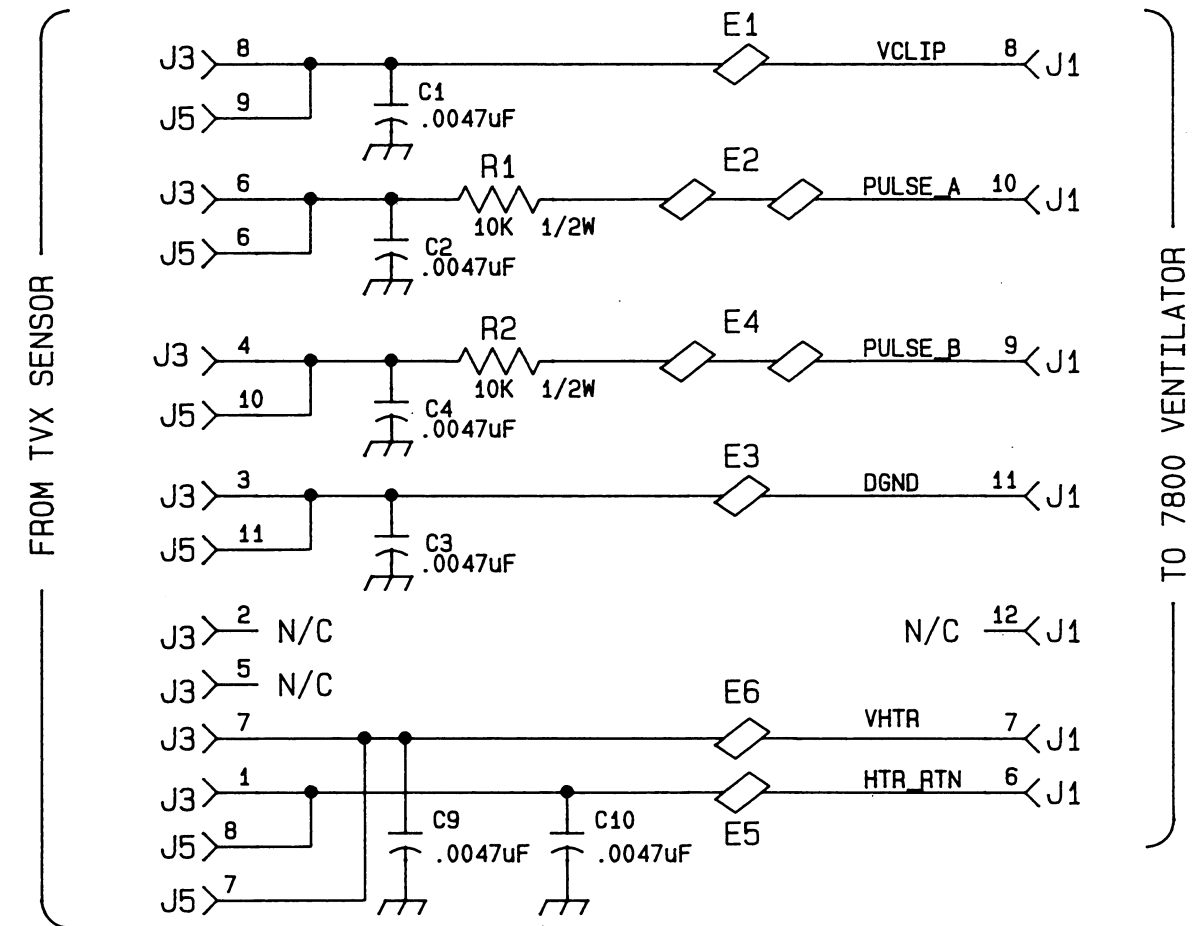 E1
J3 8 VCLIP 8 J1
J5 9 C1
.0047uF
R1 E2
J3 6 PULSE_A 10 J1
10K 1/2W
J5 6 C2
.0047uF
R2 E4
J3 4 PULSE_B 9 J1
10K 1/2W
J5 10 C4
.0047uF
E3
J3 3 DGND 11 J1
J5 11 C3
.0047uF
J3 2 N/C N/C 12 J1
J3 5 N/C
E6
J3 7 VHTR 7 J1
J3 1 HTR_RTN 6 J1
J5 8 C9 C10 E5
.0047uF .0047uF
J5 7
FROM TVX SENSOR
TO 7800 VENTILATOR